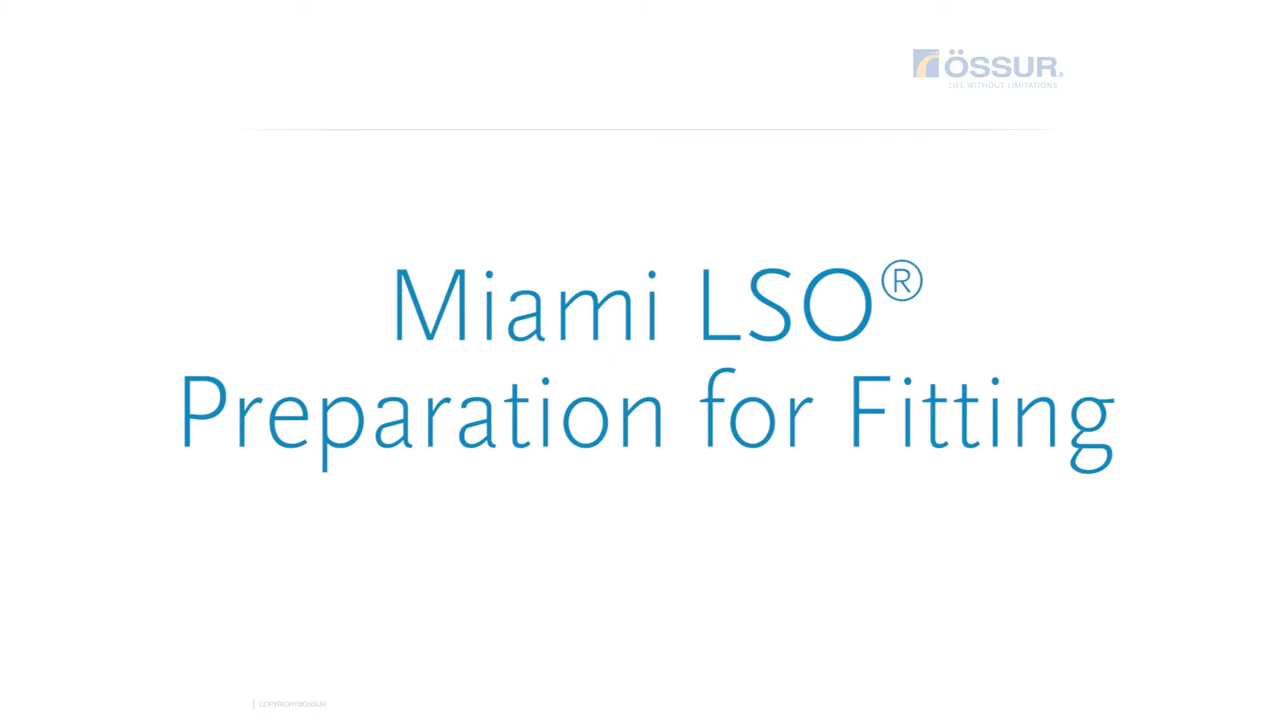 ÖSSUR®
LIFE WITHOUT LIMITATIONS
Miami LSO®
Preparation for Fitting
COPYRIGHT©ÖSSUR